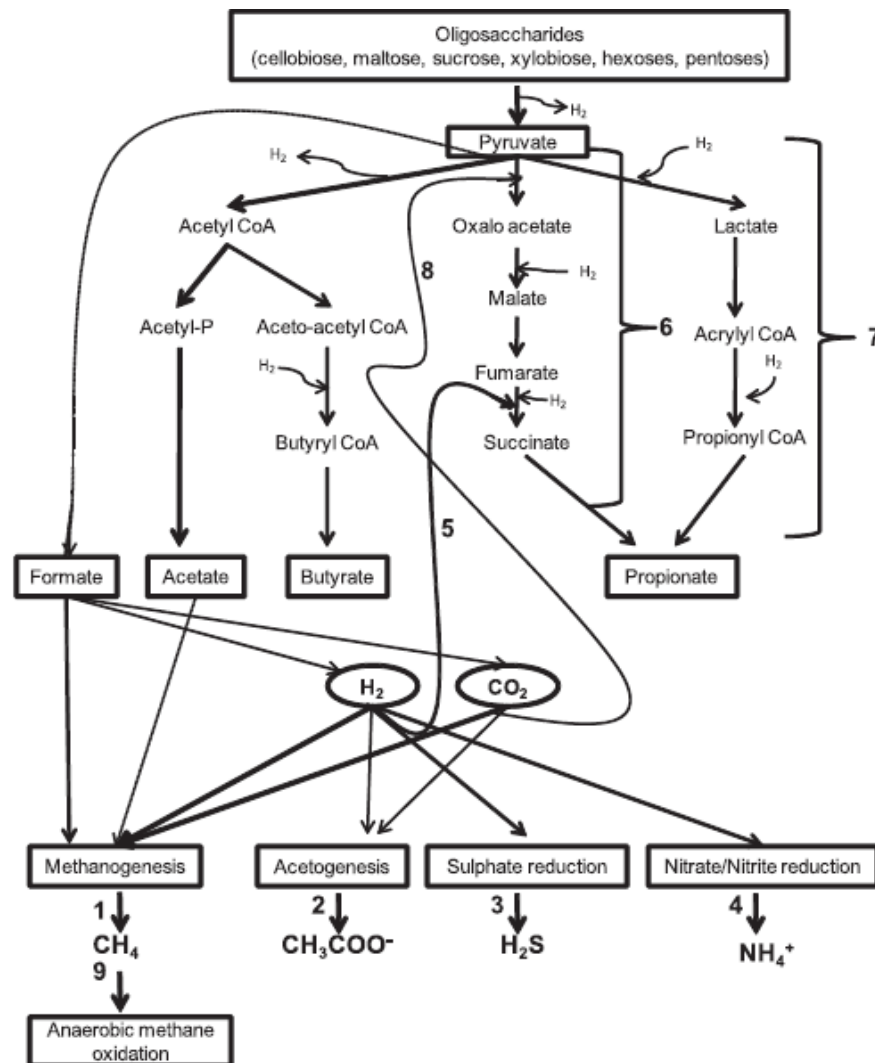 Oligosaccharides
(cellobiose, maltose, sucrose, xylobiose, hexoses, pentoses)
H₂
Pyruvate
H₂
H₂
Acetyl CoA
Oxalo acetate
Lactate
8
H₂
Malate
Acetyl-P
Aceto-acetyl CoA
6
Acrylyl CoA
7
H₂
Fumarate
H₂
H₂
Butyryl CoA
Succinate
Propionyl CoA
5
Formate
Acetate
Butyrate
Propionate
H₂
CO₂
Methanogenesis
Acetogenesis
Sulphate reduction
Nitrate/Nitrite reduction
1
2
3
4
CH₄
CH₃COO⁻
H₂S
NH₄⁺
9
Anaerobic methane
oxidation